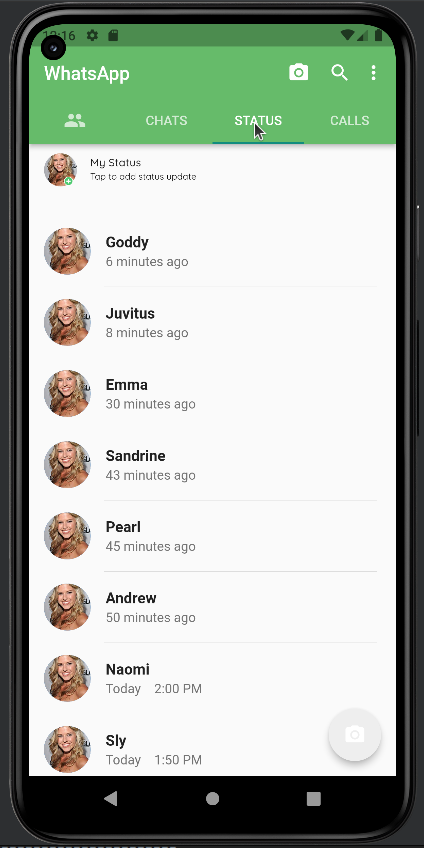 12:16
WhatsApp
CHATS STATUS CALLS
My Status
Tap to add status update
Goddy
6 minutes ago
Juvitus
8 minutes ago
Emma
30 minutes ago
Sandrine
43 minutes ago
Pearl
45 minutes ago
Andrew
50 minutes ago
Naomi
Today 2:00 PM
Sly
Today 1:50 PM